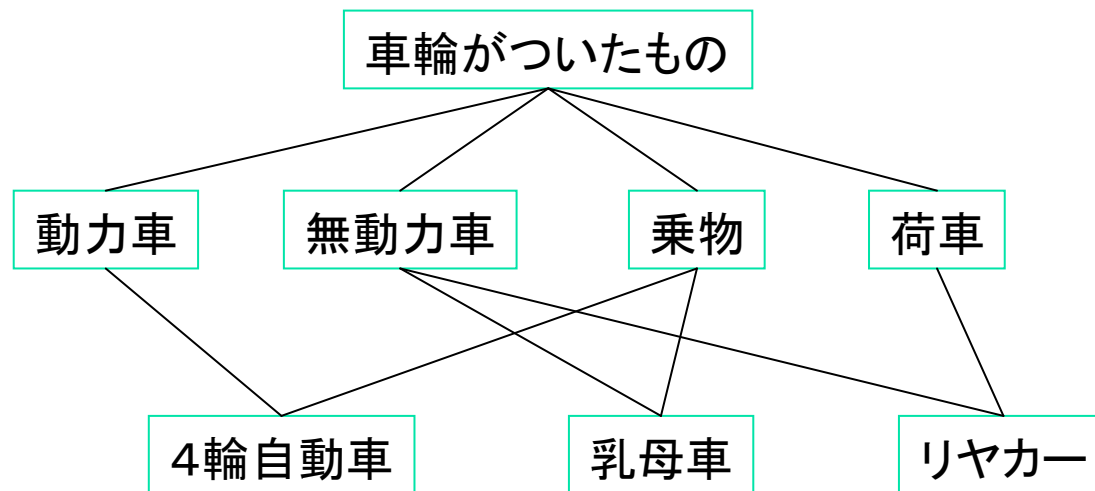 車輪がついたもの
動力車
無動力車
乗物
荷車
４輪自動車
乳母車
リヤカー